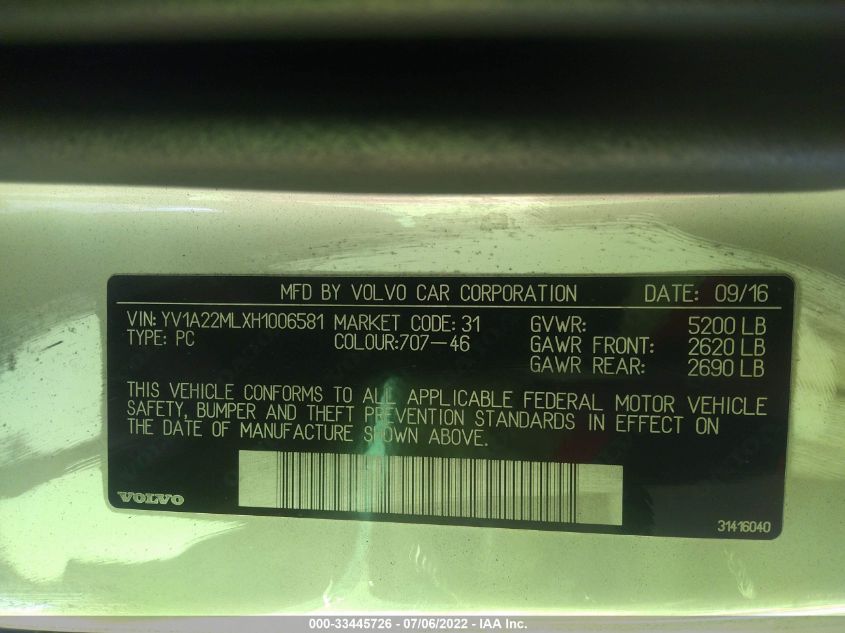 MFD BY VOLVO CAR CORPORATION DATE: 09/16
VIN: YV1A22MLXH1006581 MARKET CODE: 31 GVWR: 5200 LB
TYPE: PC COLOUR:707-46 GAWR FRONT: 2620 LB
GAWR REAR: 2690 LB
THIS VEHICLE CONFORMS TO ALL APPLICABLE FEDERAL MOTOR VEHICLE
SAFETY, BUMPER AND THEFT PREVENTION STANDARDS IN EFFECT ON
THE DATE OF MANUFACTURE SHOWN ABOVE.
VOLVO
31416040
000-33445726 - 07/06/2022 - IAAI Inc.